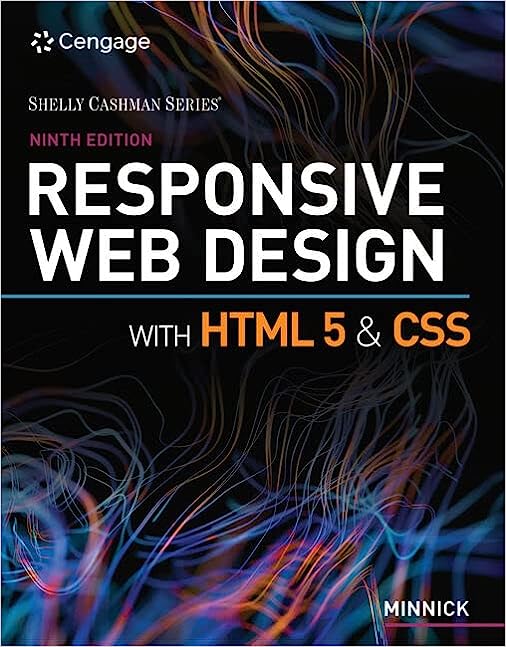 Cengage
SHELLY CASHMAN SERIES®
NINTH EDITION
RESPONSIVE
WEB DESIGN
WITH HTML 5 & CSS
MINNICK